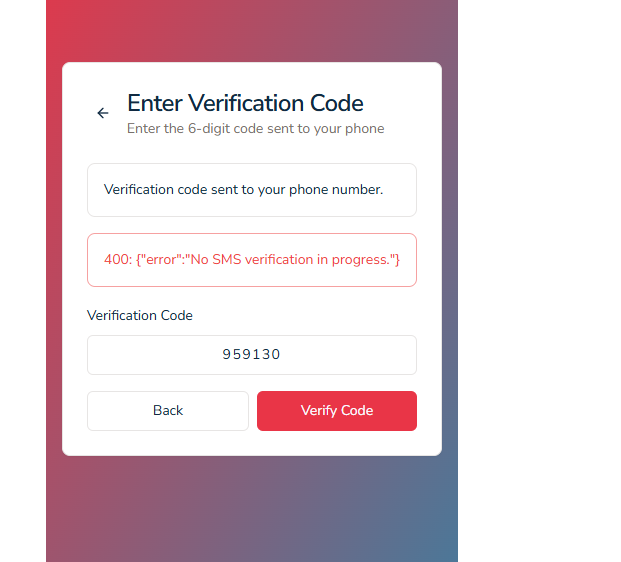 Enter Verification Code
Enter the 6-digit code sent to your phone
Verification code sent to your phone number.
400: {"error":"No SMS verification in progress."}
Verification Code
959130
Back
Verify Code